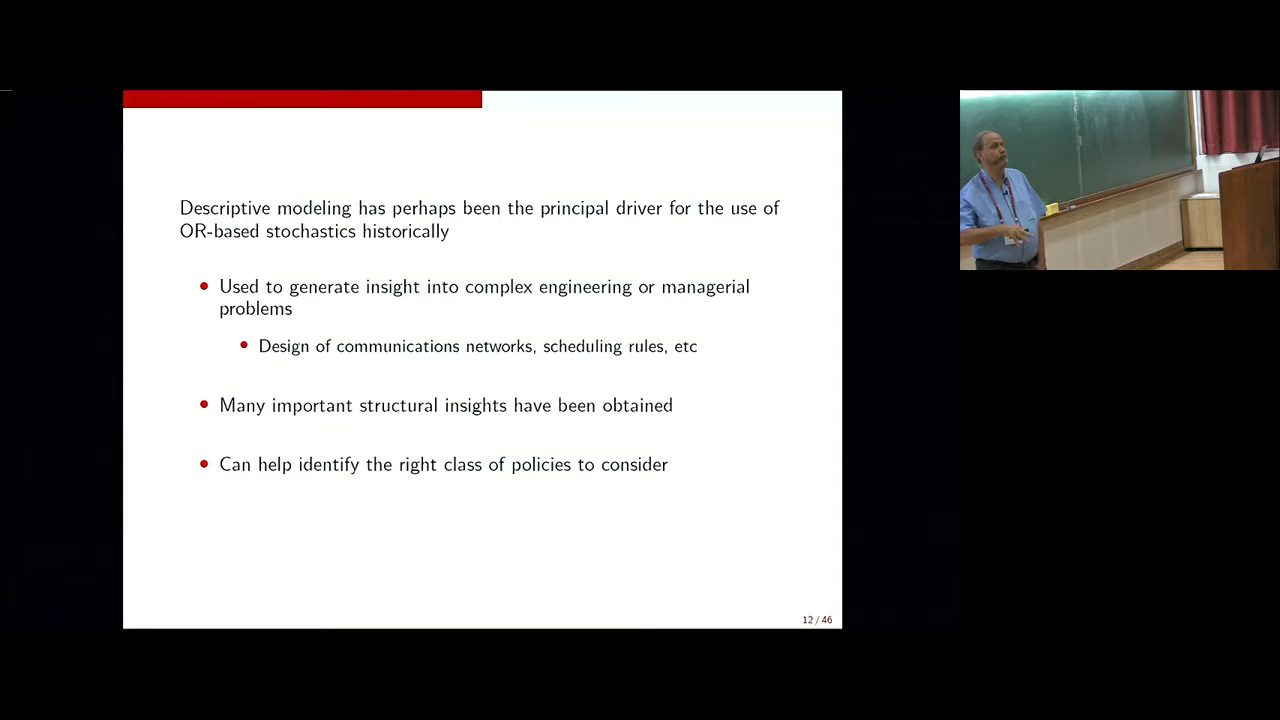 Descriptive modeling has perhaps been the principal driver for the use of
OR-based stochastics historically
Used to generate insight into complex engineering or managerial
problems
Design of communications networks, scheduling rules, etc
Many important structural insights have been obtained
Can help identify the right class of policies to consider
12 / 46